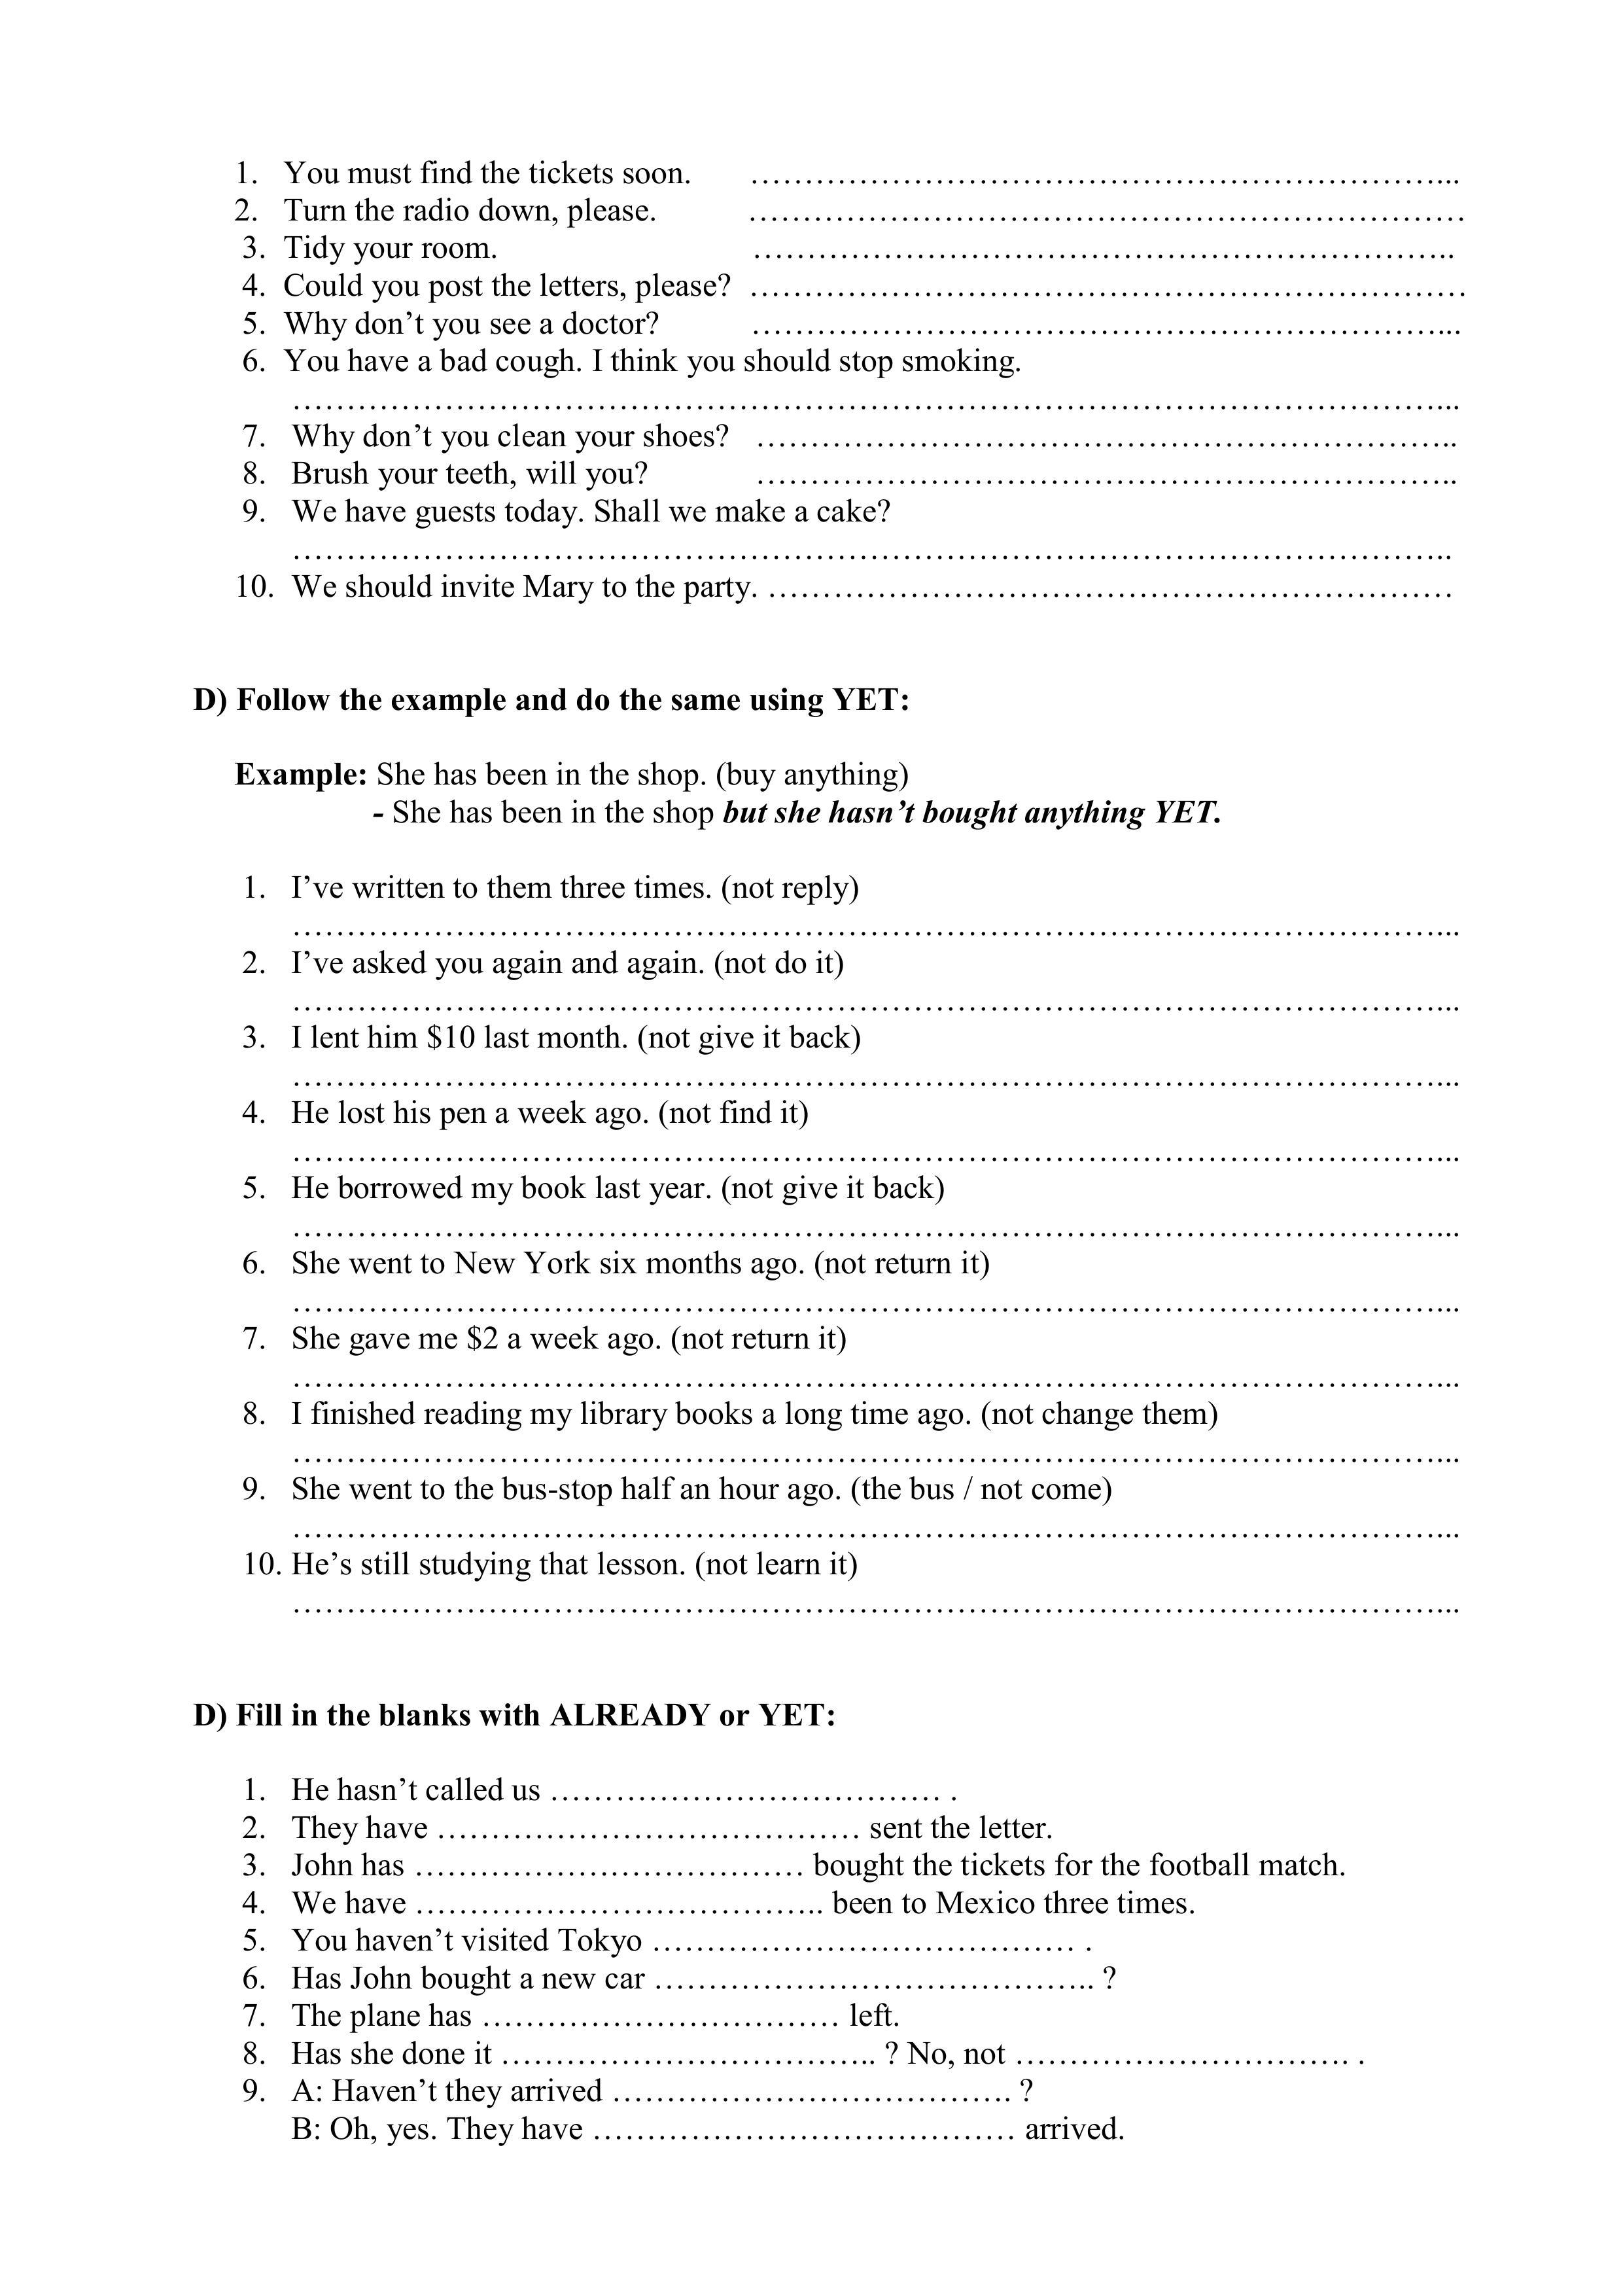 1. You must find the tickets soon. ……………………………………………………...
2. Turn the radio down, please. …………………………………………………………
3. Tidy your room. ……………………………………………………..
4. Could you post the letters, please? …………………………………………………………
5. Why don’t you see a doctor? ……………………………………………………...
6. You have a bad cough. I think you should stop smoking.
……………………………………………………………………………………………...
7. Why don’t you clean your shoes? ……………………………………………………..
8. Brush your teeth, will you? ……………………………………………………..
9. We have guests today. Shall we make a cake?
……………………………………………………………………………………………..
10. We should invite Mary to the party. ………………………………………………………
D) Follow the example and do the same using YET:
Example: She has been in the shop. (buy anything)
- She has been in the shop but she hasn’t bought anything YET.
1. I’ve written to them three times. (not reply)
……………………………………………………………………………………………...
2. I’ve asked you again and again. (not do it)
……………………………………………………………………………………………...
3. I lent him $10 last month. (not give it back)
……………………………………………………………………………………………...
4. He lost his pen a week ago. (not find it)
……………………………………………………………………………………………...
5. He borrowed my book last year. (not give it back)
……………………………………………………………………………………………...
6. She went to New York six months ago. (not return it)
……………………………………………………………………………………………...
7. She gave me $2 a week ago. (not return it)
……………………………………………………………………………………………...
8. I finished reading my library books a long time ago. (not change them)
……………………………………………………………………………………………...
9. She went to the bus-stop half an hour ago. (the bus / not come)
……………………………………………………………………………………………...
10. He’s still studying that lesson. (not learn it)
……………………………………………………………………………………………...
D) Fill in the blanks with ALREADY or YET:
1. He hasn’t called us ……………………………… .
2. They have ………………………………… sent the letter.
3. John has ……………………………… bought the tickets for the football match.
4. We have ……………………………….. been to Mexico three times.
5. You haven’t visited Tokyo ………………………………… .
6. Has John bought a new car ………………………………….. ?
7. The plane has …………………………… left.
8. Has she done it …………………………….. ? No, not …………………………. .
9. A: Haven’t they arrived ………………………………. ?
B: Oh, yes. They have ………………………………… arrived.